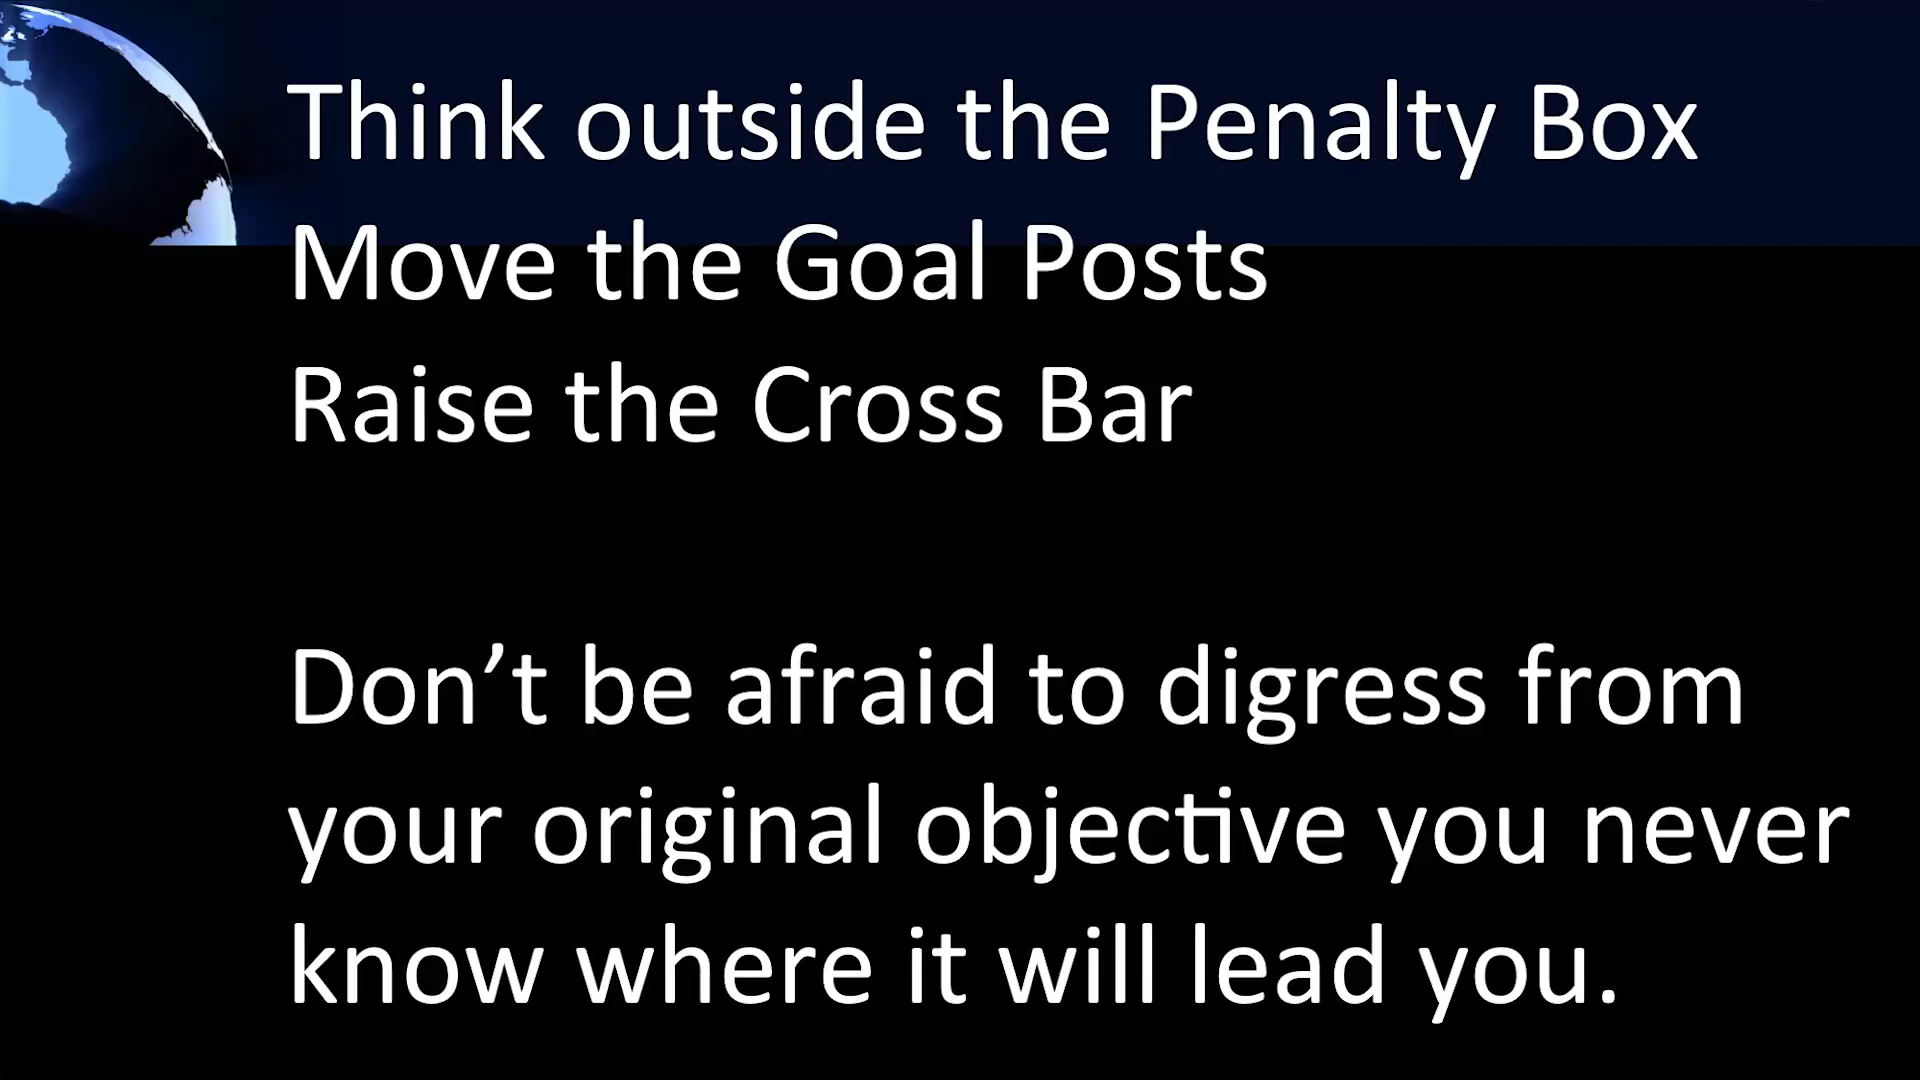 Think outside the Penalty Box
Move the Goal Posts
Raise the Cross Bar
Don’t be afraid to digress from
your original objective you never
know where it will lead you.